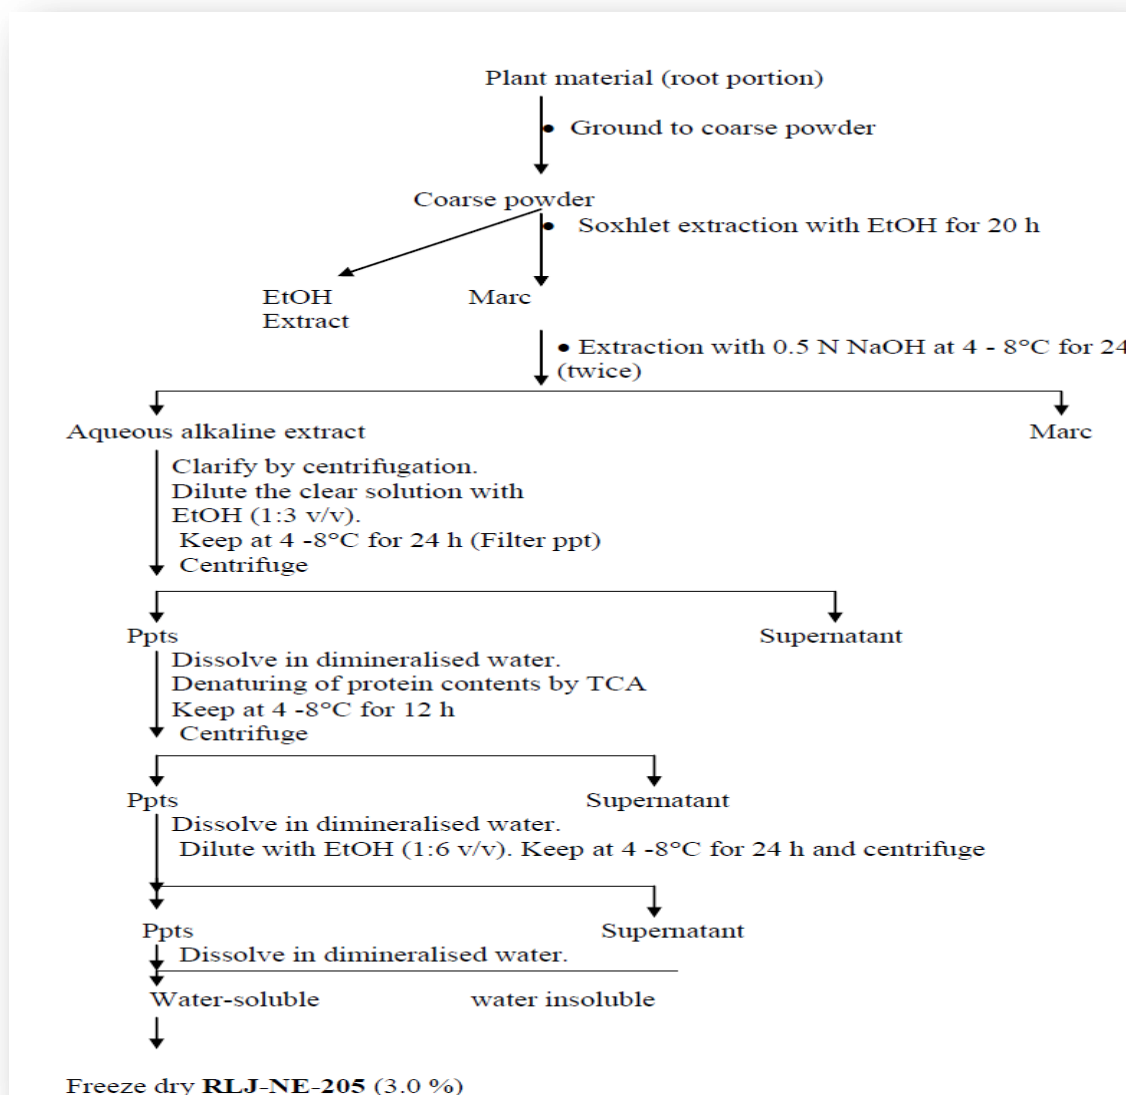 Plant material (root portion)
• Ground to coarse powder
Coarse powder
• Soxhlet extraction with EtOH for 20 h
EtOH Marc
Extract
• Extraction with 0.5 N NaOH at 4 - 8°C for 24
(twice)
Aqueous alkaline extract Marc
Clarify by centrifugation.
Dilute the clear solution with
EtOH (1:3 v/v).
Keep at 4 -8°C for 24 h (Filter ppt)
Centrifuge
Ppts Supernatant
Dissolve in dimineralised water.
Denaturing of protein contents by TCA
Keep at 4 -8°C for 12 h
Centrifuge
Ppts Supernatant
Dissolve in dimineralised water.
Dilute with EtOH (1:6 v/v). Keep at 4 -8°C for 24 h and centrifuge
Ppts Supernatant
Dissolve in dimineralised water.
Water-soluble water insoluble
Freeze dry RLJ-NE-205 (3.0 %)